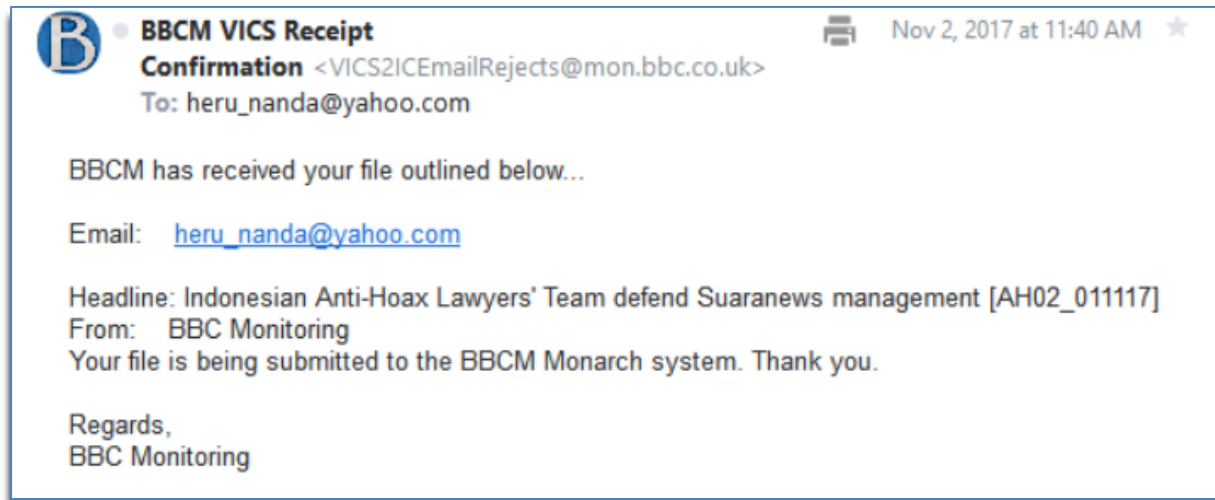 B
BBCM VICS Receipt Confirmation <VICS2ICEmailRejects@mon.bbc.co.uk>
Nov 2, 2017 at 11:40 AM
To: heru_nanda@yahoo.com
BBCM has received your file outlined below...
Email: heru_nanda@yahoo.com
Headline: Indonesian Anti-Hoax Lawyers' Team defend Suaranews management [AH02_011117]
From: BBC Monitoring
Your file is being submitted to the BBCM Monarch system. Thank you.
Regards,
BBC Monitoring